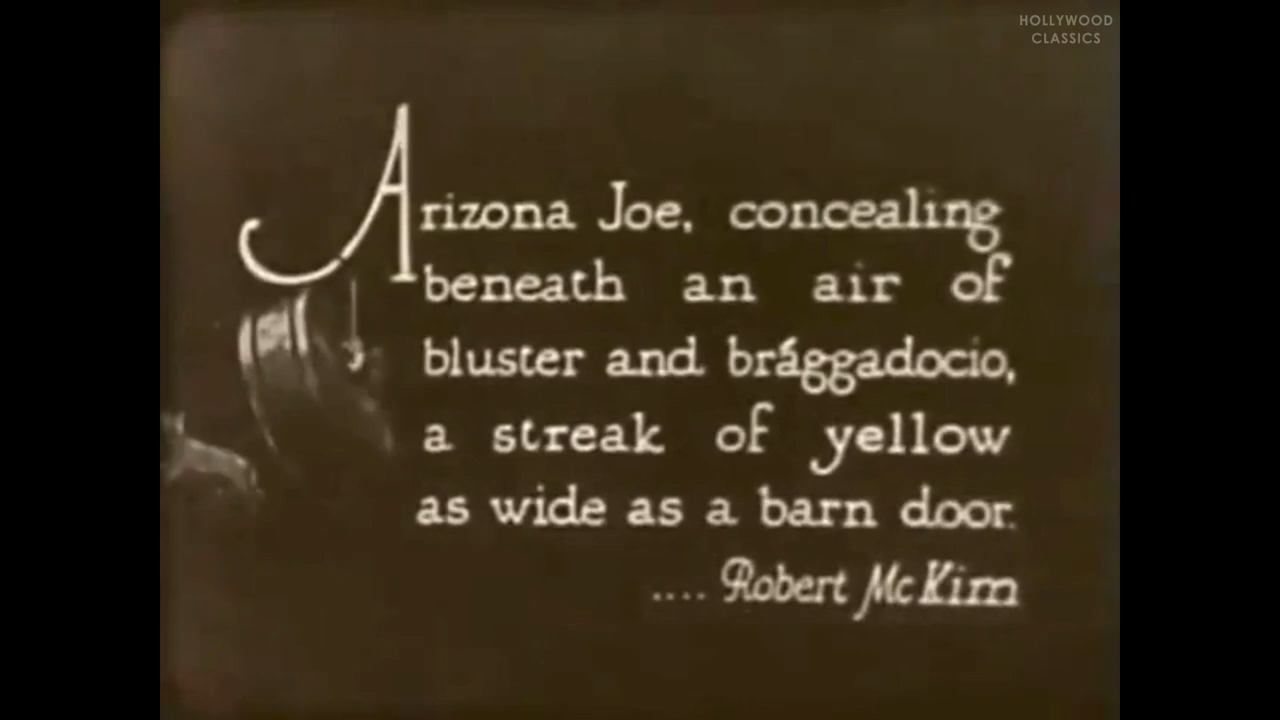 HOLLYWOOD
CLASSICS
Arizona Joe, concealing
beneath an air of
bluster and brággadocio,
a streak of yellow
as wide as a barn door.
.... Robert McKim